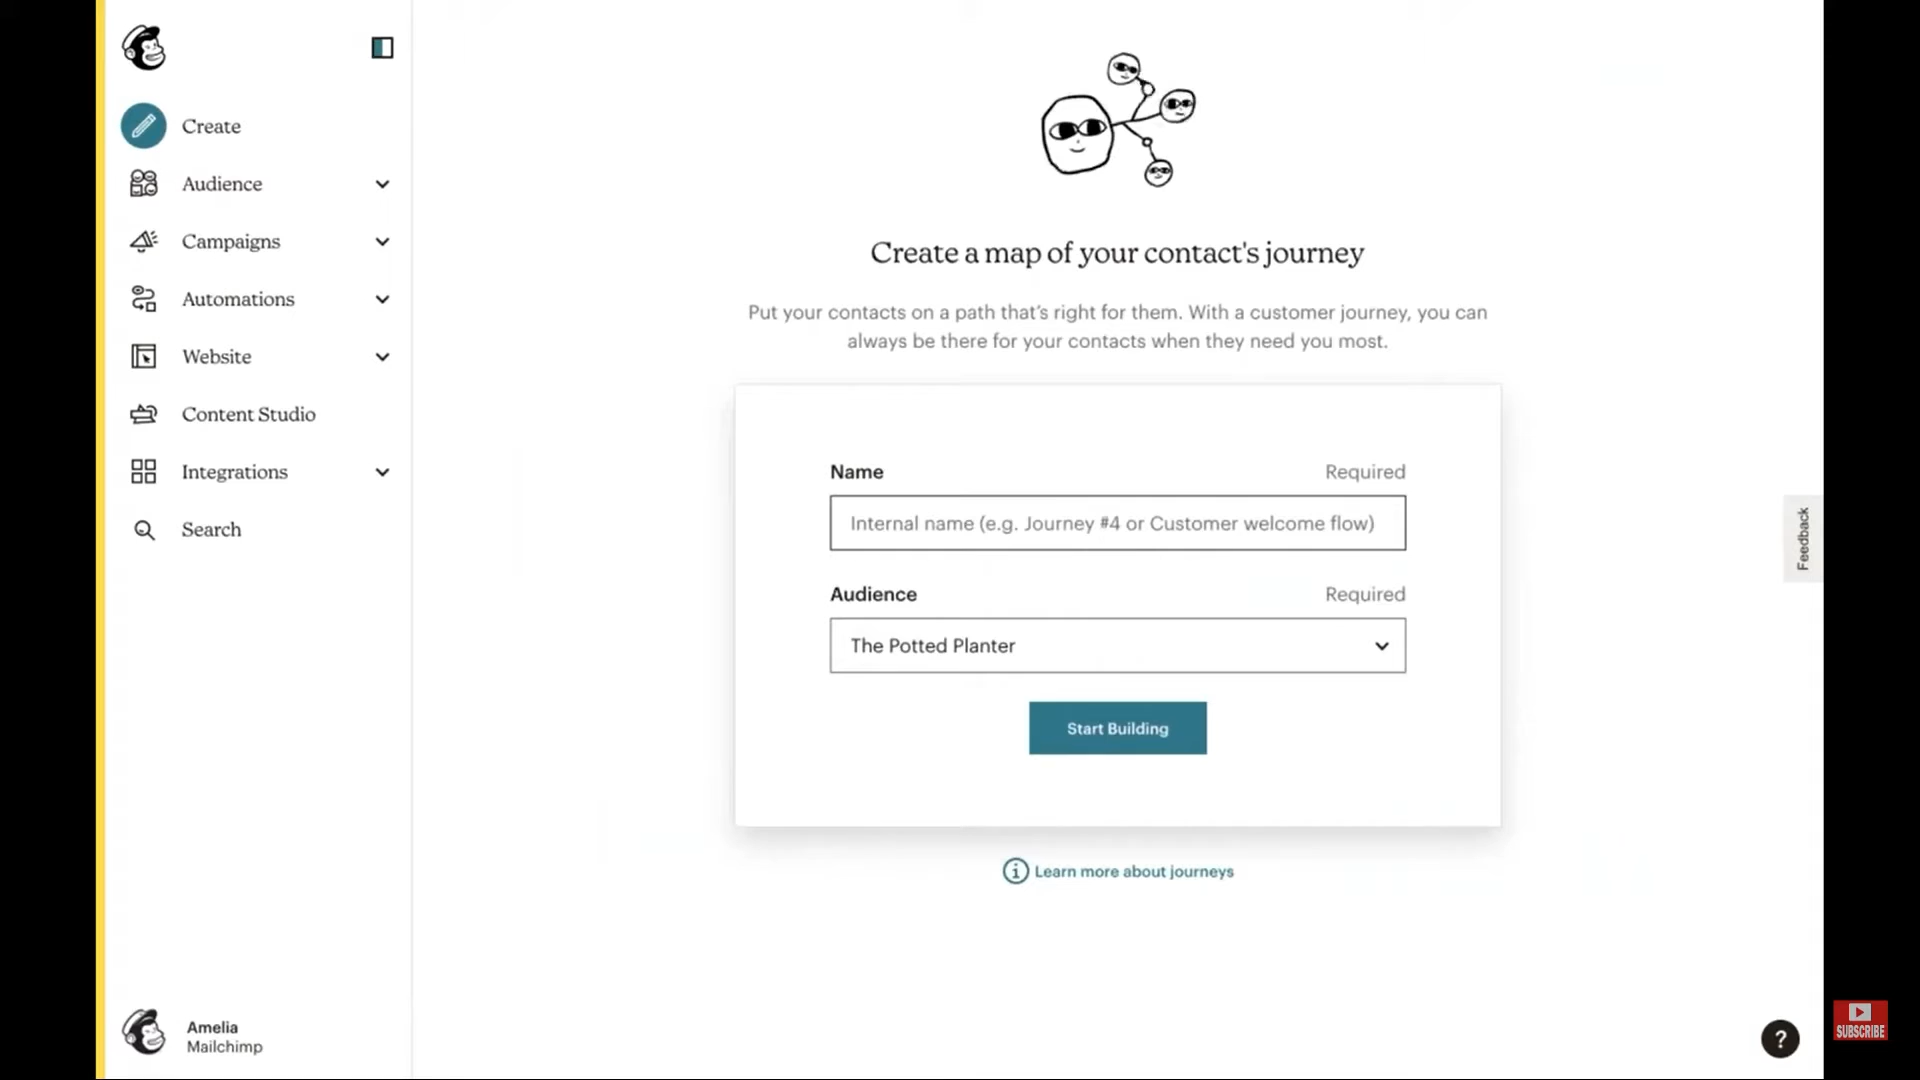 Create
Audience
Campaigns
Automations
Website
Content Studio
Integrations
Search
Amelia
Mailchimp
Create a map of your contact's journey
Put your contacts on a path that's right for them. With a customer journey, you can
always be there for your contacts when they need you most.
Name Required
Internal name (e.g. Journey #4 or Customer welcome flow)
Audience Required
The Potted Planter
Start Building
Learn more about journeys
Feedback
?
SUBSCRIBE